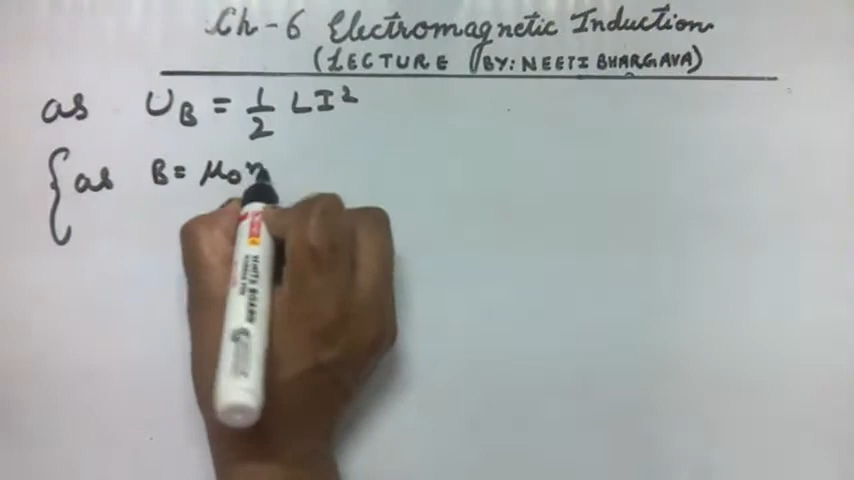 Ch-6 Electromagnetic Induction
(LECTURE BY: NEETI BHARGAVA)
as U_B = 1/2 LI²
{ as B = μ₀n